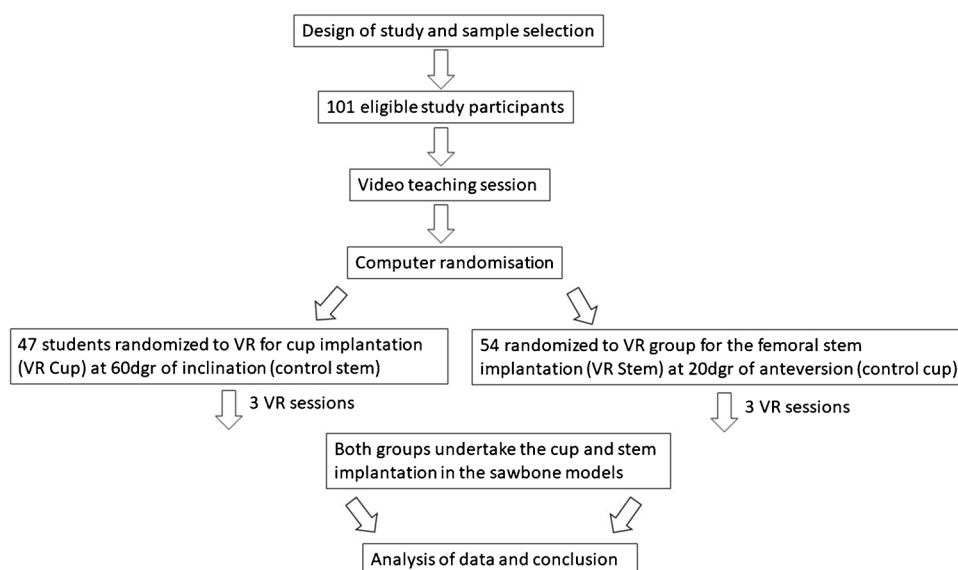 Design of study and sample selection
101 eligible study participants
Video teaching session
Computer randomisation
47 students randomized to VR for cup implantation
(VR Cup) at 60dgr of inclination (control stem)
54 randomized to VR group for the femoral stem
implantation (VR Stem) at 20dgr of anteversion (control cup)
3 VR sessions
3 VR sessions
Both groups undertake the cup and stem
implantation in the sawbone models
Analysis of data and conclusion